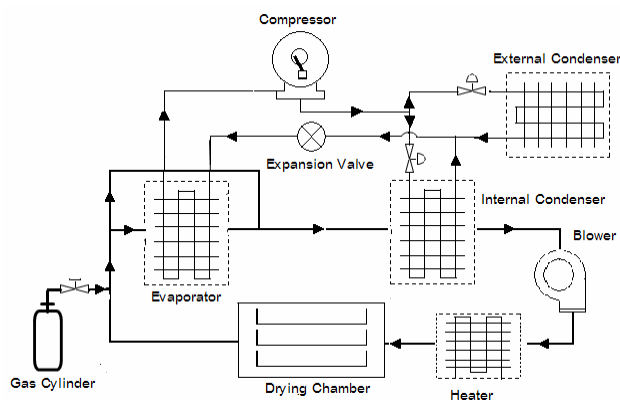 Compressor
External Condenser
Expansion Valve
Internal Condenser
Blower
Evaporator
Gas Cylinder
Drying Chamber
Heater